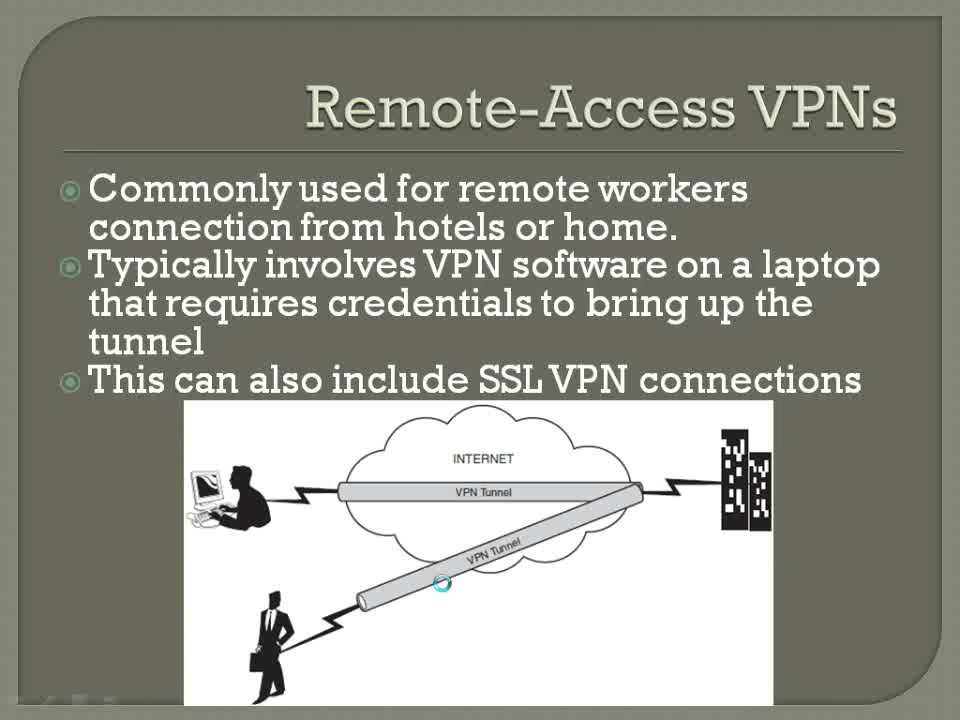 Remote-Access VPNs
Commonly used for remote workers
connection from hotels or home.
Typically involves VPN software on a laptop
that requires credentials to bring up the
tunnel
This can also include SSL VPN connections
INTERNET
VPN Tunnel
VPN Tunnel